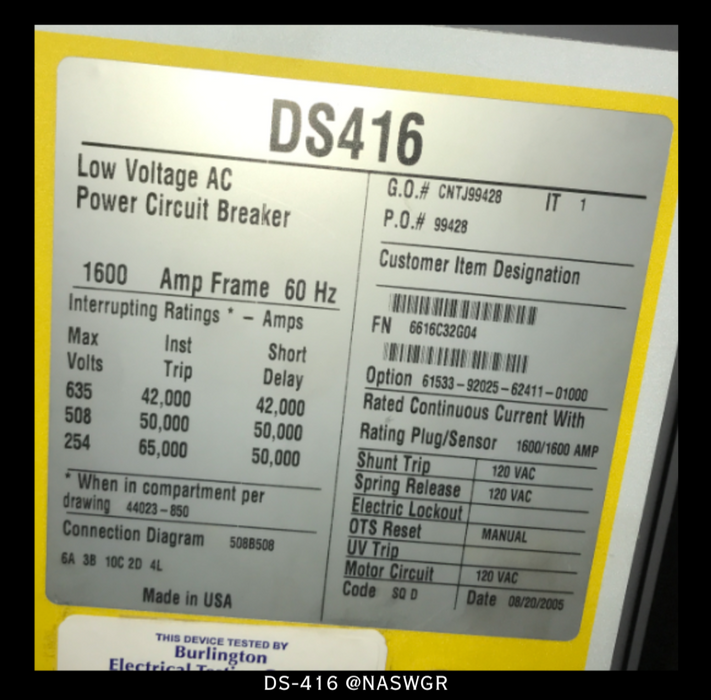 DS416
Low Voltage AC
Power Circuit Breaker
1600 Amp Frame 60 Hz
Interrupting Ratings * - Amps
Max Inst Short
Volts Trip Delay
635 42,000 42,000
508 50,000 50,000
254 65,000 50,000
* When in compartment per
drawing 44023-850
Connection Diagram 508B508
6A 3B 10C 2D 4L
Made in USA
G.O.# CNTJ99428 IT 1
P.O.# 99428
Customer Item Designation
FN 6616C32G04
Option 61533-92025-62411-01000
Rated Continuous Current With
Rating Plug/Sensor 1600/1600 AMP
Shunt Trip 120 VAC
Spring Release 120 VAC
Electric Lockout
OTS Reset MANUAL
UV Trip
Motor Circuit 120 VAC
Code SQ D Date 08/20/2005
THIS DEVICE TESTED BY
Burlington
Electrical
DS-416 @NASWGR